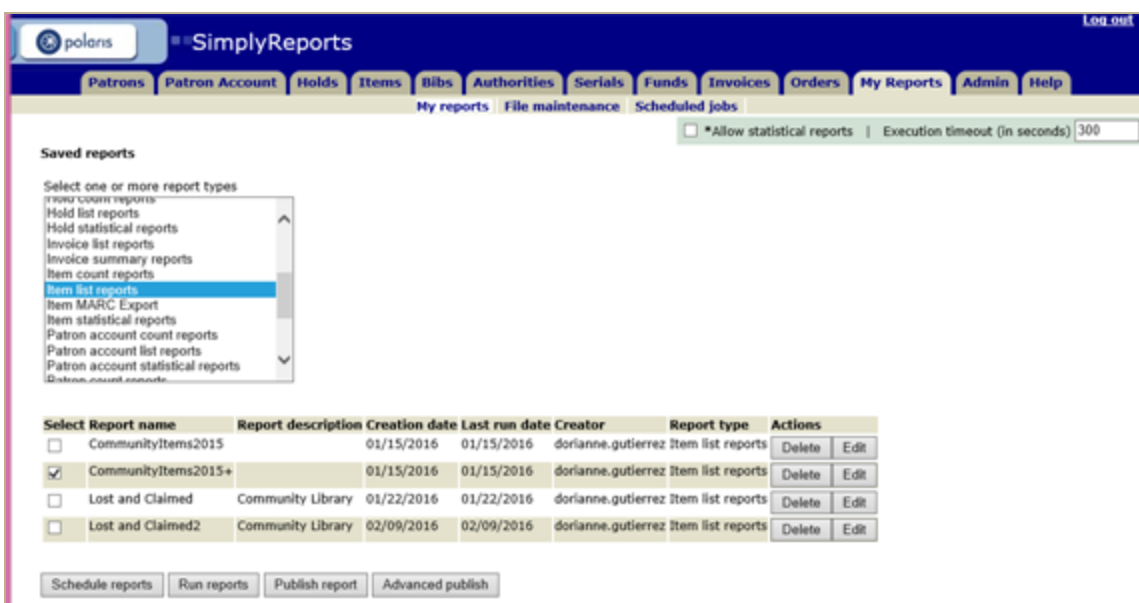 Log out
polaris
SimplyReports
Patrons Patron Account Holds Items Bibs Authorities Serials Funds Invoices Orders My Reports Admin Help
My reports File maintenance Scheduled jobs
*Allow statistical reports | Execution timeout (in seconds) 300
Saved reports
Select one or more report types
Hold count reports
Hold list reports
Hold statistical reports
Invoice list reports
Invoice summary reports
Item count reports
Item list reports
Item MARC Export
Item statistical reports
Patron account count reports
Patron account list reports
Patron account statistical reports
Patron count reports
Select Report name Report description Creation date Last run date Creator Report type Actions
CommunityItems2015 01/15/2016 01/15/2016 dorianne.gutierrez Item list reports Delete Edit
CommunityItems2015+ 01/15/2016 01/15/2016 dorianne.gutierrez Item list reports Delete Edit
Lost and Claimed Community Library 01/22/2016 01/22/2016 dorianne.gutierrez Item list reports Delete Edit
Lost and Claimed2 Community Library 02/09/2016 02/09/2016 dorianne.gutierrez Item list reports Delete Edit
Schedule reports Run reports Publish report Advanced publish